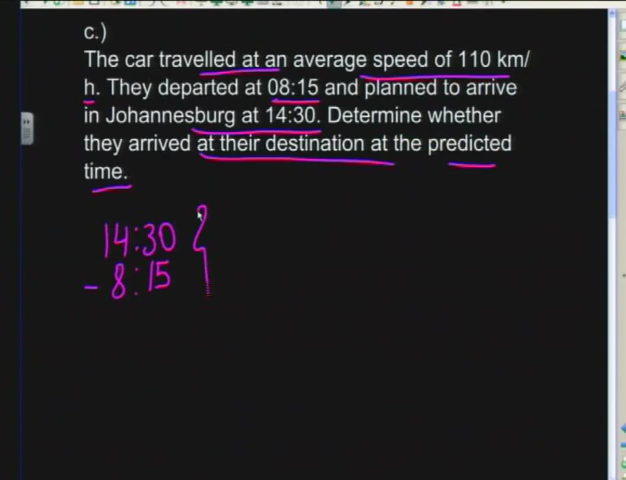 c.)
The car travelled at an average speed of 110 km/
h. They departed at 08:15 and planned to arrive
in Johannesburg at 14:30. Determine whether
they arrived at their destination at the predicted
time.
14:30
- 8:15